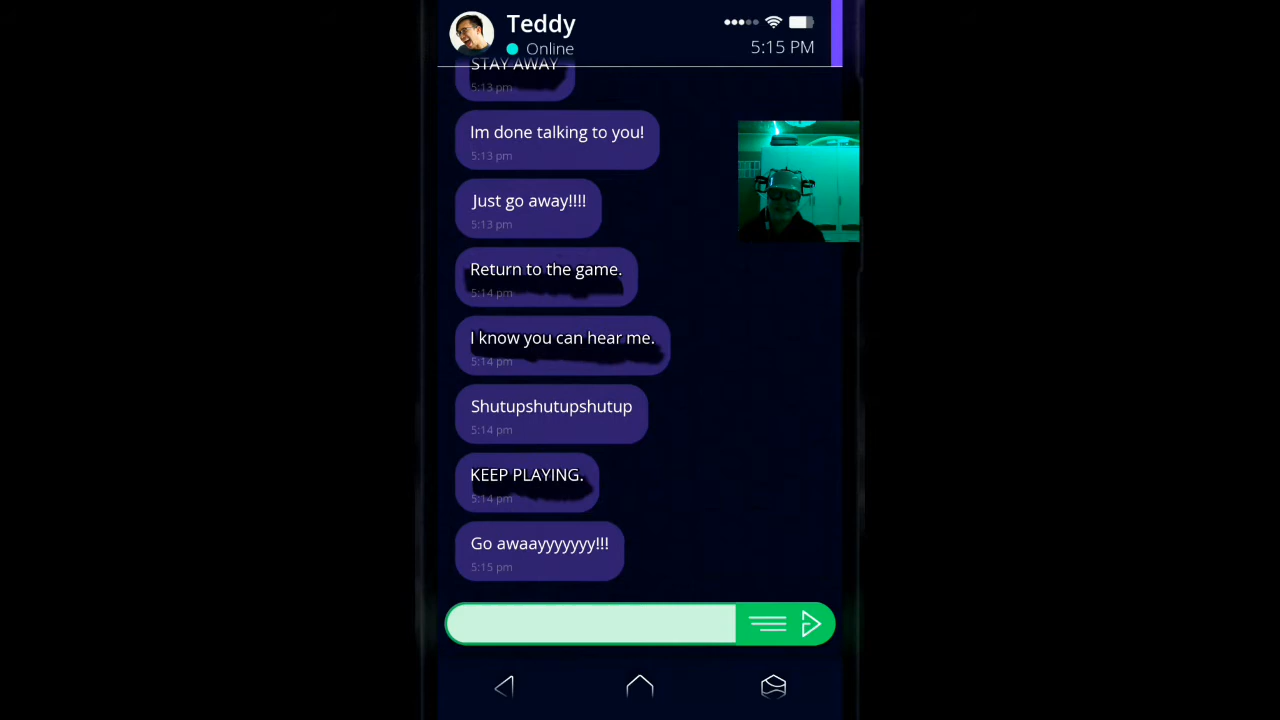 Teddy
Online
5:15 PM
STAY AWAY
5:13 pm
Im done talking to you!
5:13 pm
Just go away!!!!
5:13 pm
Return to the game.
5:14 pm
I know you can hear me.
5:14 pm
Shutupshutupshutup
5:14 pm
KEEP PLAYING.
5:14 pm
Go awaayyyyyyy!!!
5:15 pm